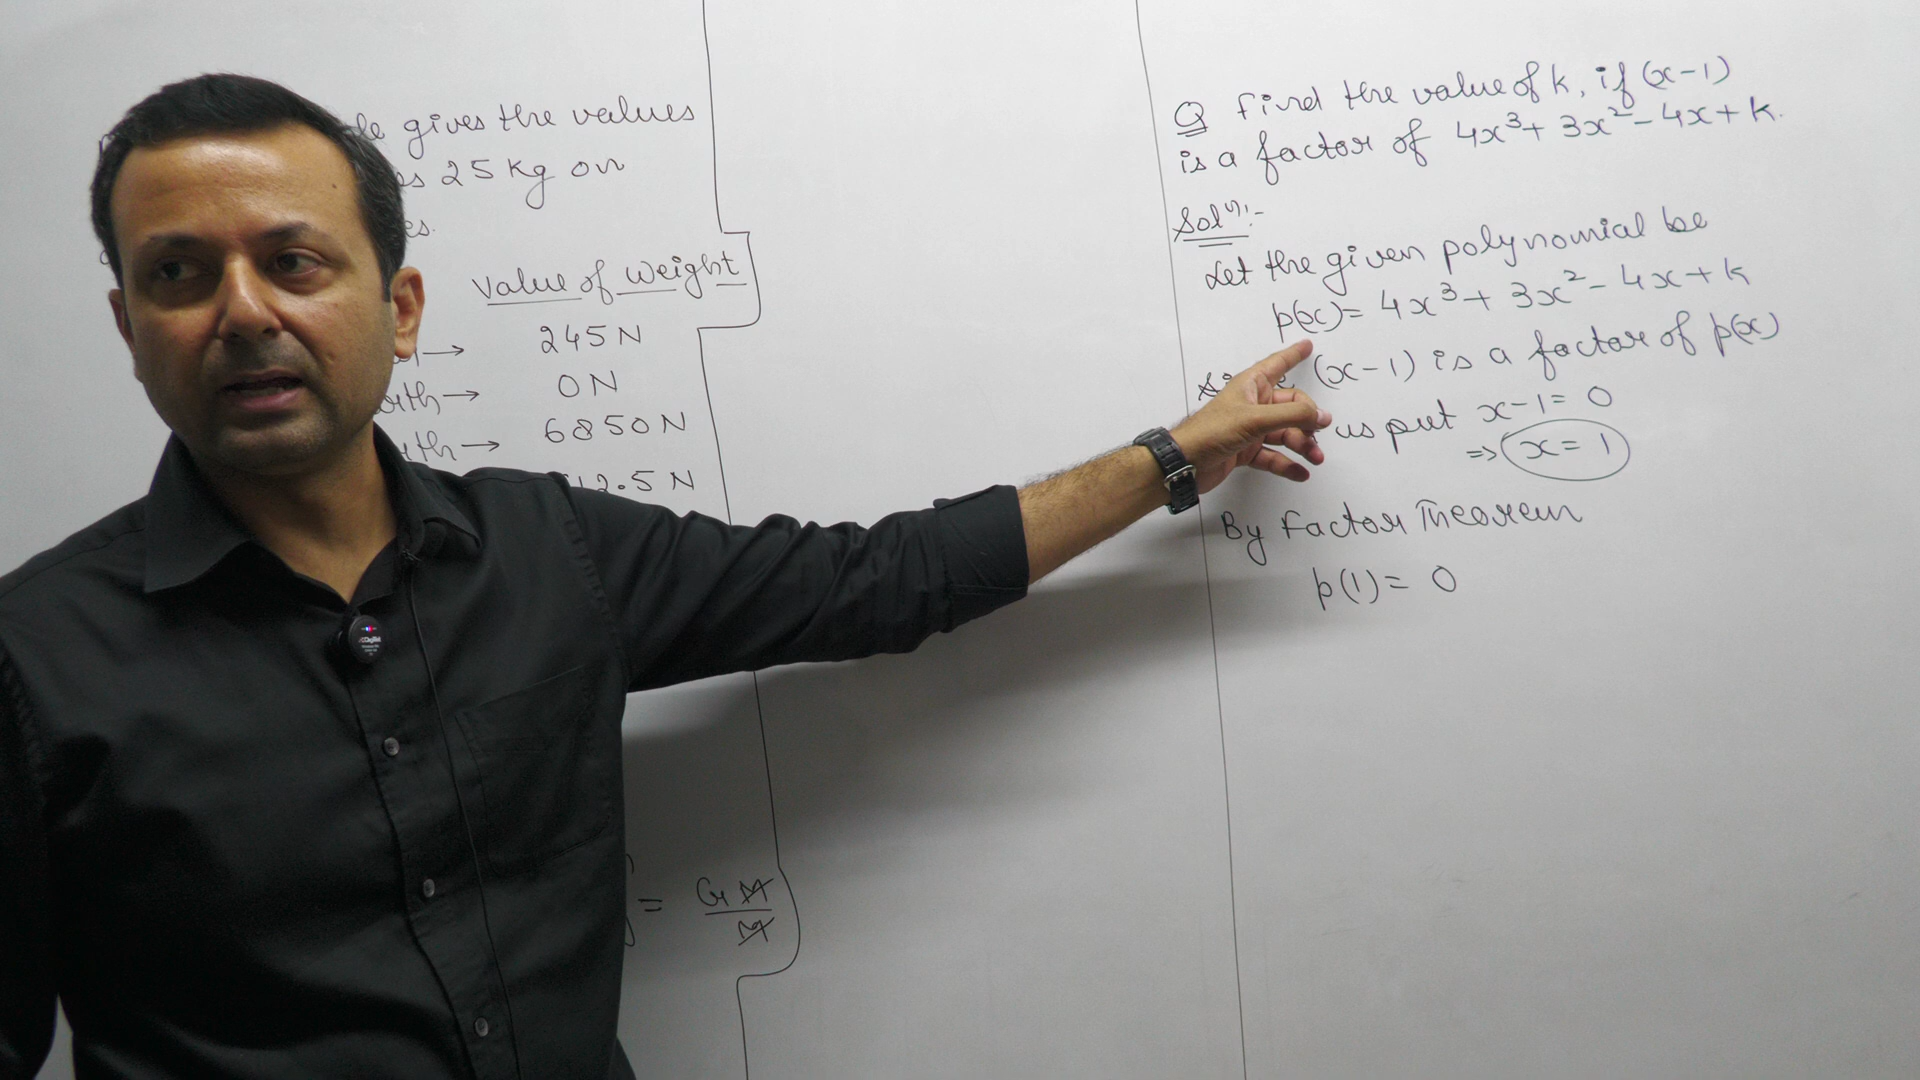 gives the values
25 kg on
Value of Weight
→ 245 N
→ 0 N
→ 6850 N
12.5 N
= GM/M
Q Find the value of k, if (x-1)
is a factor of 4x³ + 3x² - 4x + k.
Solⁿ:-
Let the given polynomial be
p(x) = 4x³ + 3x² - 4x + k
(x-1) is a factor of p(x)
us put x-1 = 0
⇒ x = 1
By Factor Theorem
p(1) = 0